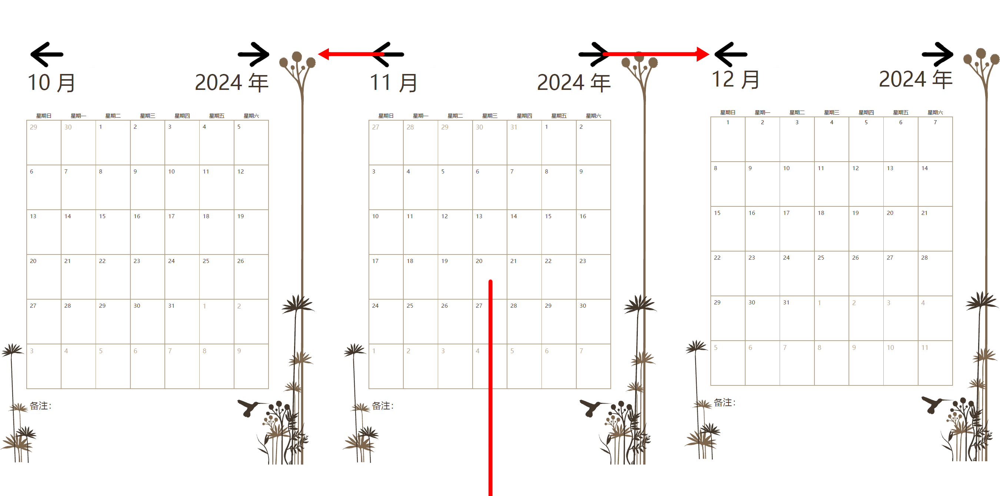 10 月 2024 年
星期日 星期一 星期二 星期三 星期四 星期五 星期六
29 30 1 2 3 4 5
6 7 8 9 10 11 12
13 14 15 16 17 18 19
20 21 22 23 24 25 26
27 28 29 30 31 1 2
3 4 5 6 7 8 9
备注：
11 月 2024 年
星期日 星期一 星期二 星期三 星期四 星期五 星期六
27 28 29 30 31 1 2
3 4 5 6 7 8 9
10 11 12 13 14 15 16
17 18 19 20 21 22 23
24 25 26 27 28 29 30
1 2 3 4 5 6 7
备注：
12 月 2024 年
星期日 星期一 星期二 星期三 星期四 星期五 星期六
1 2 3 4 5 6 7
8 9 10 11 12 13 14
15 16 17 18 19 20 21
22 23 24 25 26 27 28
29 30 31 1 2 3 4
5 6 7 8 9 10 11
备注：